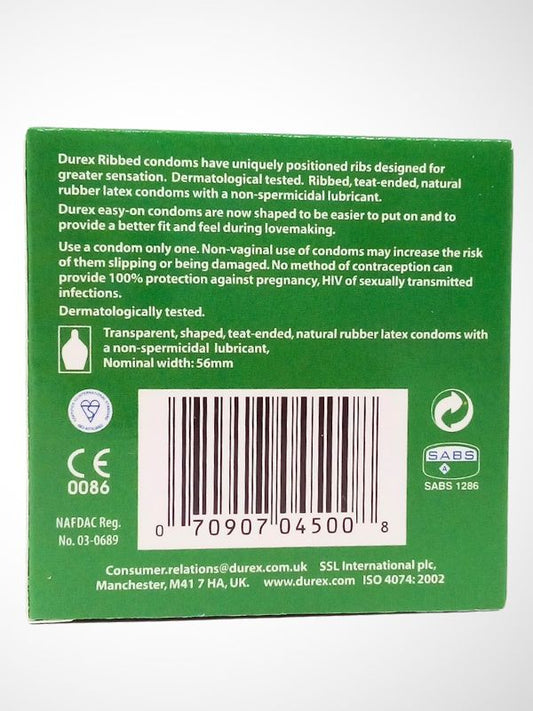 Durex Ribbed condoms have uniquely positioned ribs designed for
greater sensation. Dermatological tested. Ribbed, teat-ended, natural
rubber latex condoms with a non-spermicidal lubricant.
Durex easy-on condoms are now shaped to be easier to put on and to
provide a better fit and feel during lovemaking.
Use a condom only one. Non-vaginal use of condoms may increase the risk
of them slipping or being damaged. No method of contraception can
provide 100% protection against pregnancy, HIV of sexually transmitted
infections.
Dermatologically tested.
Transparent, shaped, teat-ended, natural rubber latex condoms with
a non-spermicidal lubricant,
Nominal width: 56mm
CE
0086
SABS
A
SABS 1286
NAFDAC Reg.
No. 03-0689
0 70907 04500 8
Consumer.relations@durex.com.uk SSL International plc,
Manchester, M41 7 HA, UK. www.durex.com ISO 4074: 2002